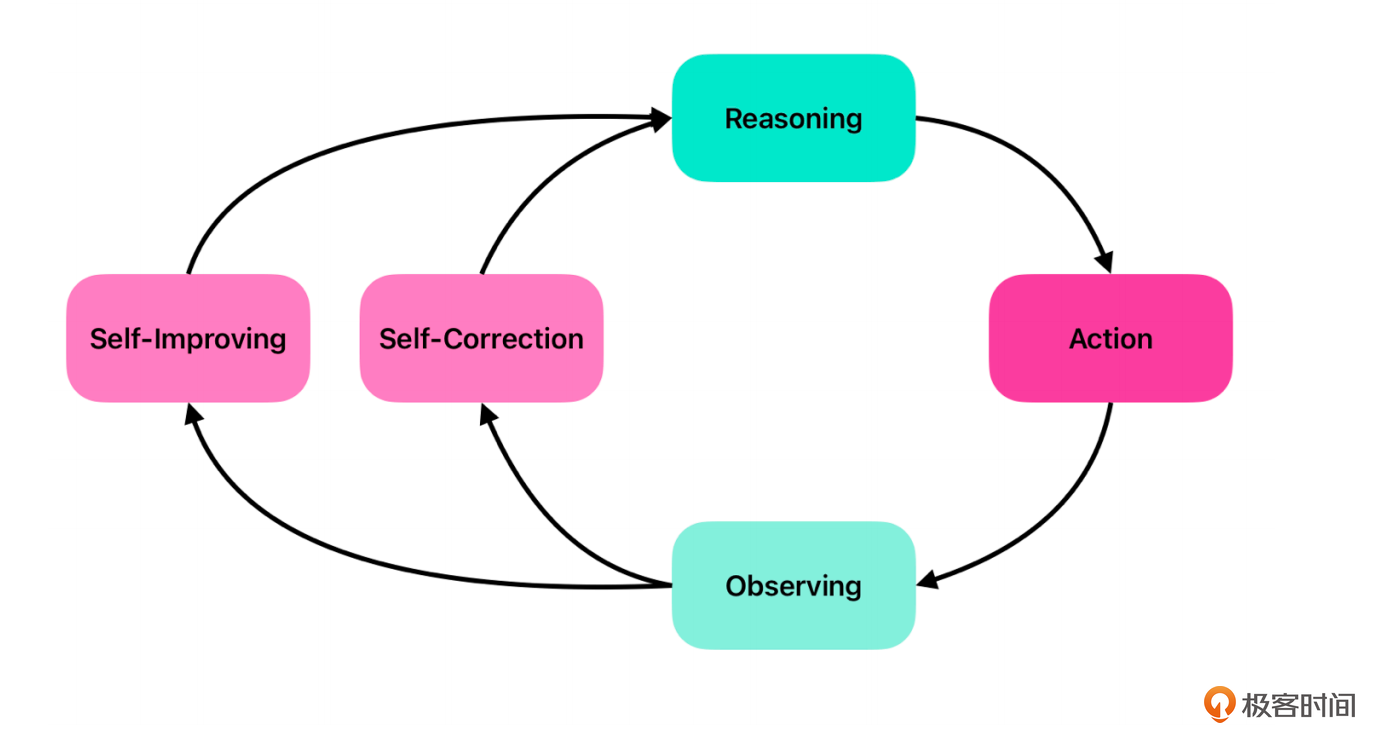 Reasoning
Self-Improving
Self-Correction
Action
Observing
极客时间